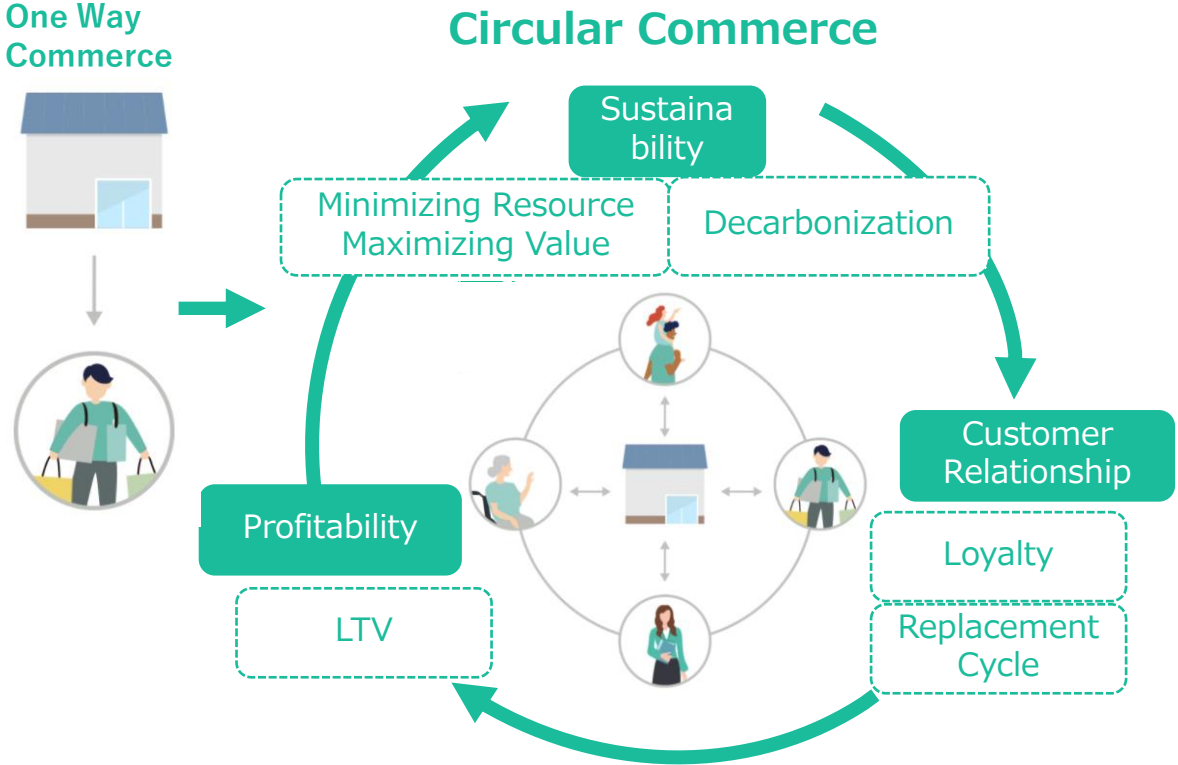 One Way
Commerce
Circular Commerce
Sustaina
bility
Minimizing Resource
Maximizing Value
Decarbonization
Customer
Relationship
Loyalty
Replacement
Cycle
Profitability
LTV